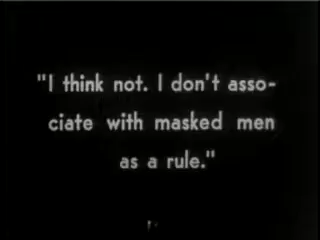 "I think not. I don't asso-
ciate with masked men
as a rule."